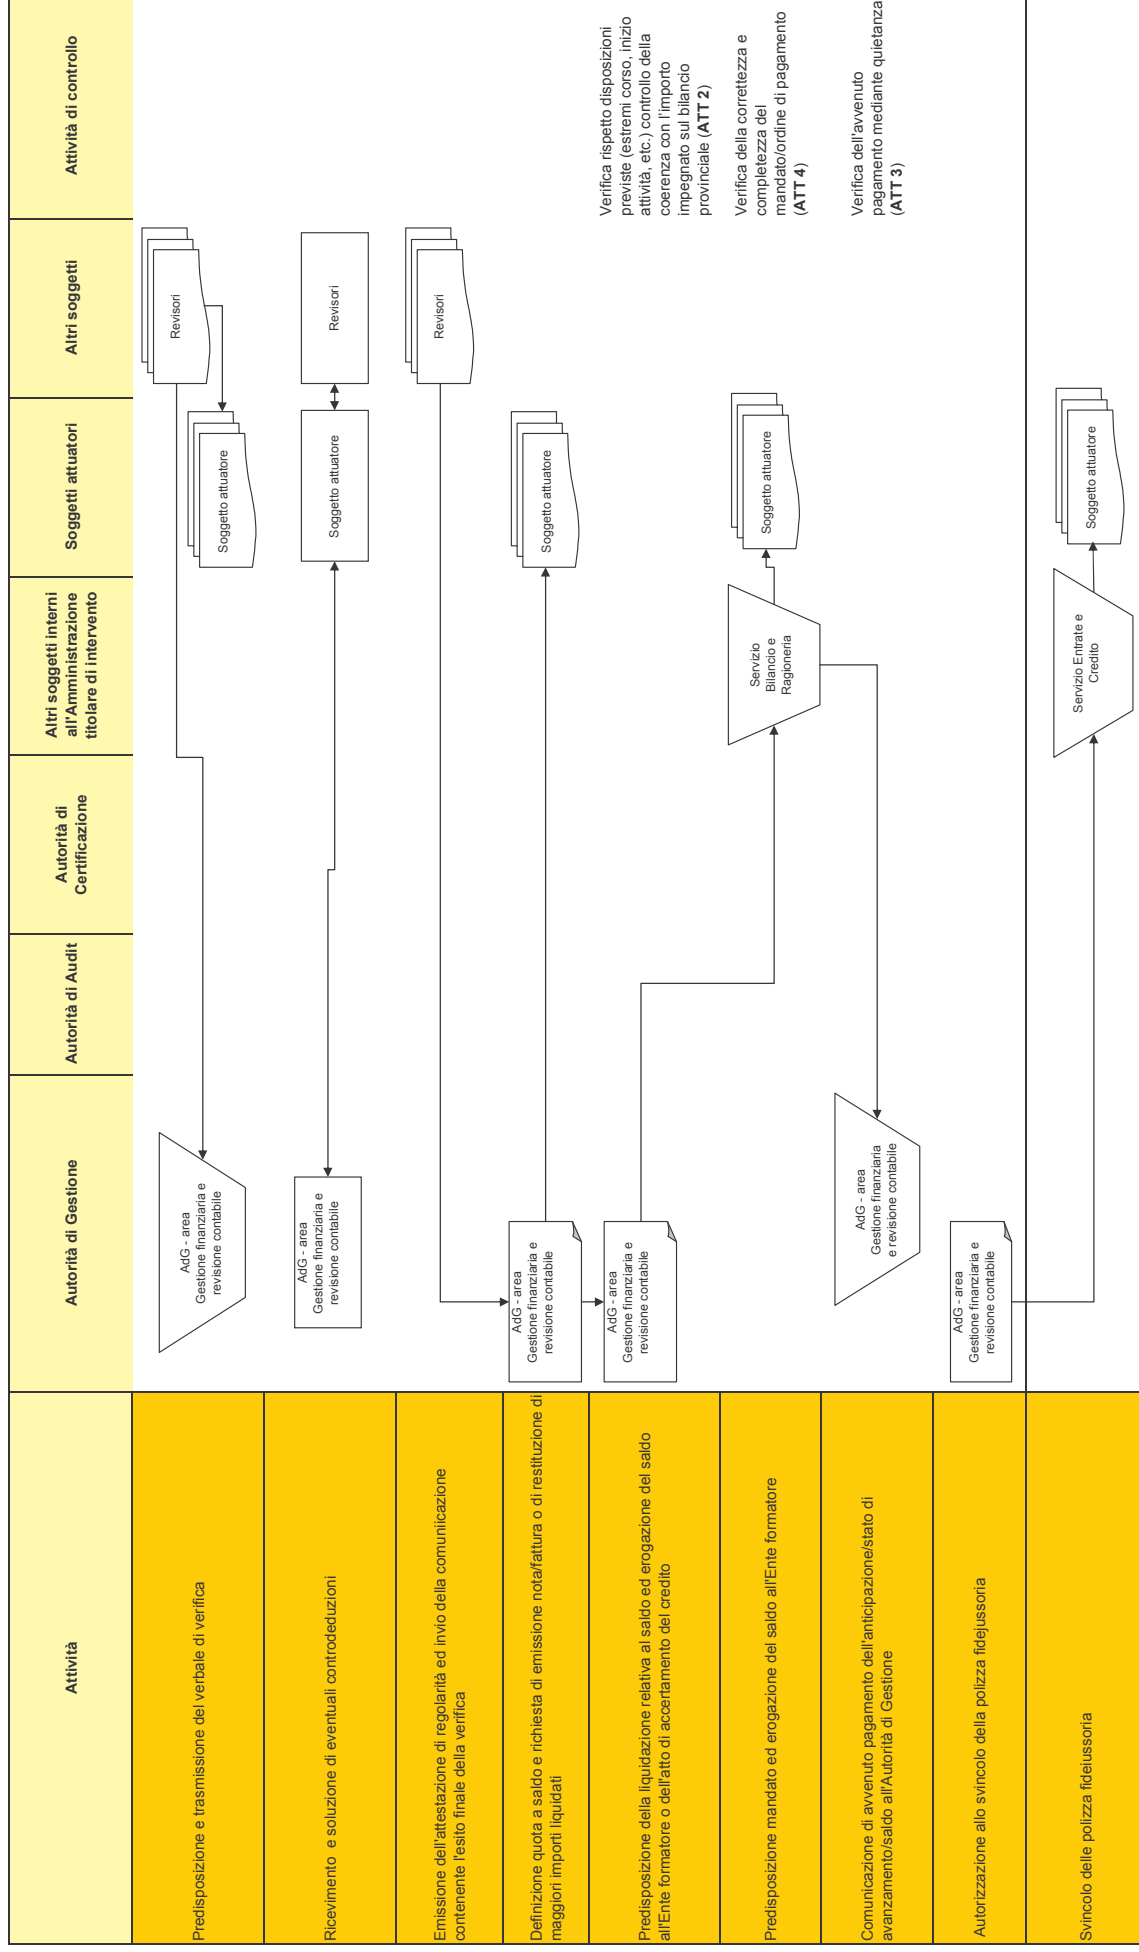 Attività
Autorità di Gestione
Autorità di Audit
Autorità di
Certificazione
Altri soggetti interni
all'Amministrazione
titolare di intervento
Soggetti attuatori
Altri soggetti
Attività di controllo
Predisposizione e trasmissione del verbale di verifica
AdG - area
Gestione finanziaria e
revisione contabile
Soggetto attuatore
Revisori
Ricevimento e soluzione di eventuali controdeduzioni
AdG - area
Gestione finanziaria e
revisione contabile
Soggetto attuatore
Revisori
Emissione dell'attestazione di regolarità ed invio della comuniicazione
contenente l'esito finale della verifica
Revisori
Definizione quota a saldo e richiesta di emissione nota/fattura o di restituzione di
maggiori importi liquidati
AdG - area
Gestione finanziaria e
revisione contabile
Soggetto attuatore
Predisposizione della liquidazione relativa al saldo ed erogazione del saldo
all'Ente formatore o dell'atto di accertamento del credito
AdG - area
Gestione finanziaria e
revisione contabile
Verifica rispetto disposizioni
previste (estremi corso, inizio
attività, etc.) controllo della
coerenza con l'importo
impegnato sul bilancio
provinciale (ATT 2)
Predisposizione mandato ed erogazione del saldo all'Ente formatore
Servizio
Bilancio e
Ragioneria
Soggetto attuatore
Verifica della correttezza e
completezza del
mandato/ordine di pagamento
(ATT 4)
Comunicazione di avvenuto pagamento dell'anticipazione/stato di
avanzamento/saldo all'Autorità di Gestione
AdG - area
Gestione finanziaria
e revisione contabile
Verifica dell'avvenuto
pagamento mediante quietanza
(ATT 3)
Autorizzazione allo svincolo della polizza fidejussoria
AdG - area
Gestione finanziaria e
revisione contabile
Svincolo delle polizza fideiussoria
Servizio Entrate e
Credito
Soggetto attuatore